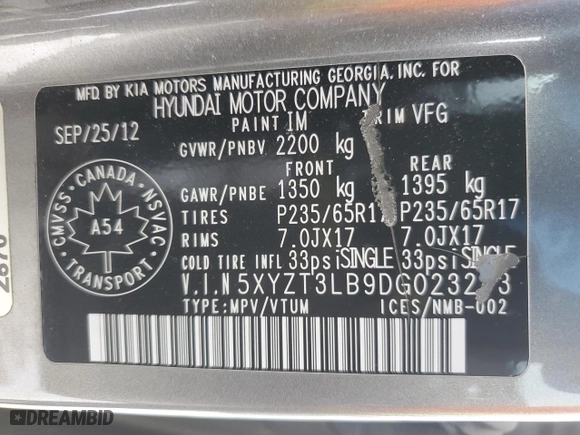 MFD. BY KIA MOTORS MANUFACTURING GEORGIA, INC. FOR
HYUNDAI MOTOR COMPANY
SEP/25/12 PAINT IM TRIM VFG
GVWR/PNBV 2200 kg
FRONT REAR
GAWR/PNBE 1350 kg 1395 kg
TIRES P235/65R17 P235/65R17
RIMS 7.0JX17 7.0JX17
COLD TIRE INFL 33psi SINGLE 33psi SINGLE
V.I.N
TYPE: MPV/VTUM ICES/NMB-002
CMVSS • CANADA • NSVAC
A54
TRANSPORT
2870
DREAMBID